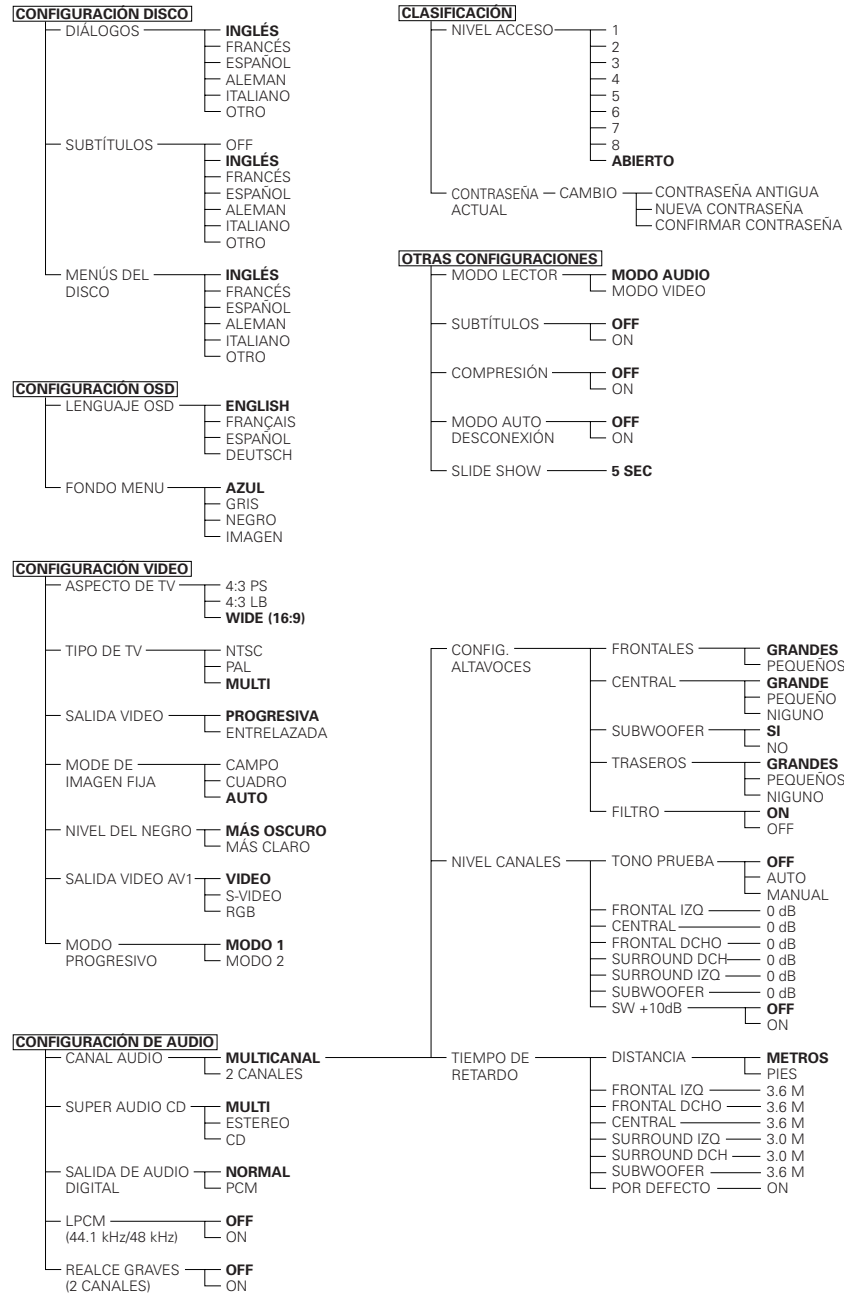 CONFIGURACIÓN DISCO
DIÁLOGOS
INGLÉS
FRANCÉS
ESPAÑOL
ALEMAN
ITALIANO
OTRO
SUBTÍTULOS
OFF
INGLÉS
FRANCÉS
ESPAÑOL
ALEMAN
ITALIANO
OTRO
MENÚS DEL
DISCO
INGLÉS
FRANCÉS
ESPAÑOL
ALEMAN
ITALIANO
OTRO
CONFIGURACIÓN OSD
LENGUAJE OSD
ENGLISH
FRANÇAIS
ESPAÑOL
DEUTSCH
FONDO MENU
AZUL
GRIS
NEGRO
IMAGEN
CONFIGURACIÓN VIDEO
ASPECTO DE TV
4:3 PS
4:3 LB
WIDE (16:9)
TIPO DE TV
NTSC
PAL
MULTI
SALIDA VIDEO
PROGRESIVA
ENTRELAZADA
MODE DE
IMAGEN FIJA
CAMPO
CUADRO
AUTO
NIVEL DEL NEGRO
MÁS OSCURO
MÁS CLARO
SALIDA VIDEO AV1
VIDEO
S-VIDEO
RGB
MODO
PROGRESIVO
MODO 1
MODO 2
CONFIGURACIÓN DE AUDIO
CANAL AUDIO
MULTICANAL
2 CANALES
SUPER AUDIO CD
MULTI
ESTEREO
CD
SALIDA DE AUDIO
DIGITAL
NORMAL
PCM
LPCM
(44.1 kHz/48 kHz)
OFF
ON
REALCE GRAVES
(2 CANALES)
OFF
ON
CLASIFICACIÓN
NIVEL ACCESO
1
2
3
4
5
6
7
8
ABIERTO
CONTRASEÑA
ACTUAL
CAMBIO
CONTRASEÑA ANTIGUA
NUEVA CONTRASEÑA
CONFIRMAR CONTRASEÑA
OTRAS CONFIGURACIONES
MODO LECTOR
MODO AUDIO
MODO VIDEO
SUBTÍTULOS
OFF
ON
COMPRESIÓN
OFF
ON
MODO AUTO
DESCONEXIÓN
OFF
ON
SLIDE SHOW
5 SEC
CONFIG.
ALTAVOCES
FRONTALES
GRANDES
PEQUEÑOS
CENTRAL
GRANDE
PEQUEÑO
NIGUNO
SUBWOOFER
SI
NO
TRASEROS
GRANDES
PEQUEÑOS
NIGUNO
FILTRO
ON
OFF
NIVEL CANALES
TONO PRUEBA
OFF
AUTO
MANUAL
FRONTAL IZQ 0 dB
CENTRAL 0 dB
FRONTAL DCHO 0 dB
SURROUND DCH 0 dB
SURROUND IZQ 0 dB
SUBWOOFER 0 dB
SW +10dB OFF
ON
TIEMPO DE
RETARDO
DISTANCIA
METROS
PIES
FRONTAL IZQ 3.6 M
FRONTAL DCHO 3.6 M
CENTRAL 3.6 M
SURROUND IZQ 3.0 M
SURROUND DCH 3.0 M
SUBWOOFER 3.6 M
POR DEFECTO ON